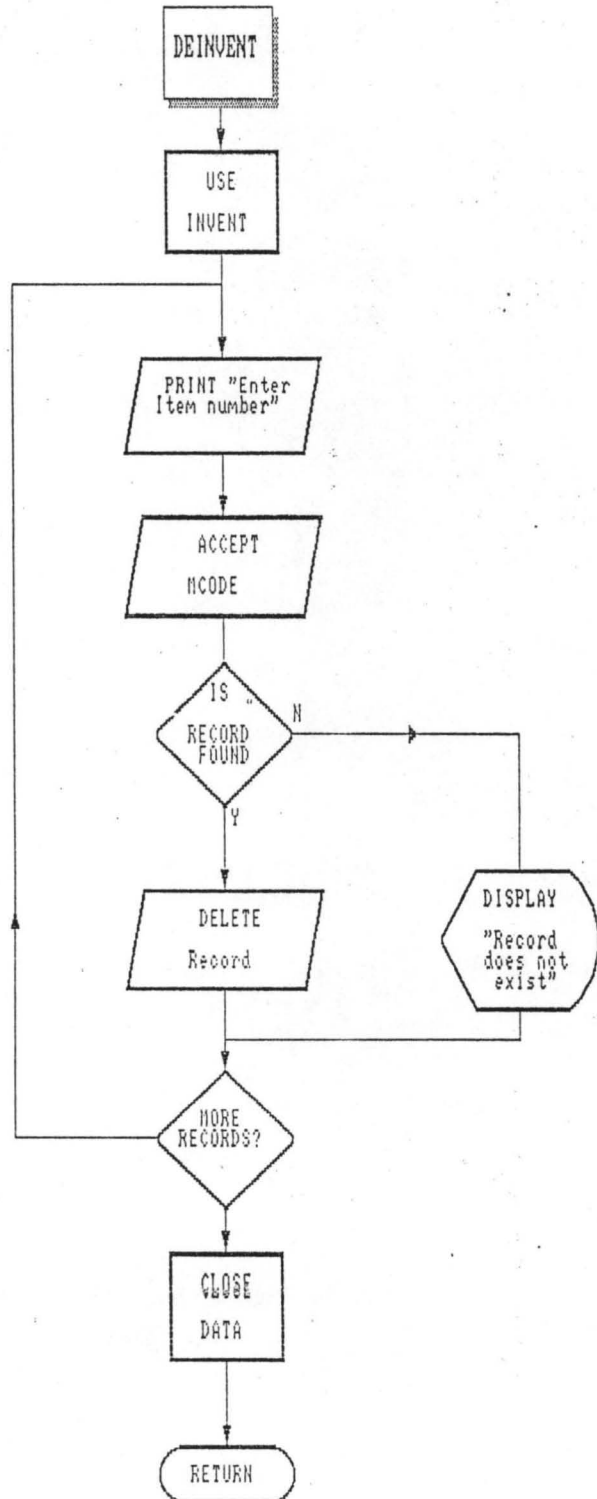 DEINVENT
USE
INVENT
PRINT "Enter
Item number"
ACCEPT
MCODE
IS
RECORD
FOUND
N
Y
DELETE
Record
DISPLAY
"Record
does not
exist"
MORE
RECORDS?
CLOSE
DATA
RETURN